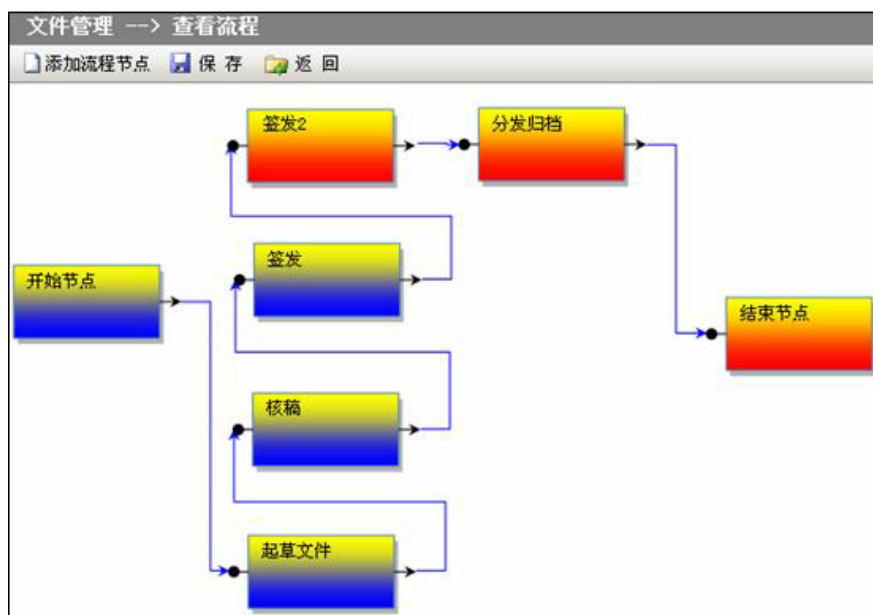 文件管理 --> 查看流程
添加流程节点 保 存 返 回
签发2
分发归档
签发
开始节点
结束节点
核稿
起草文件